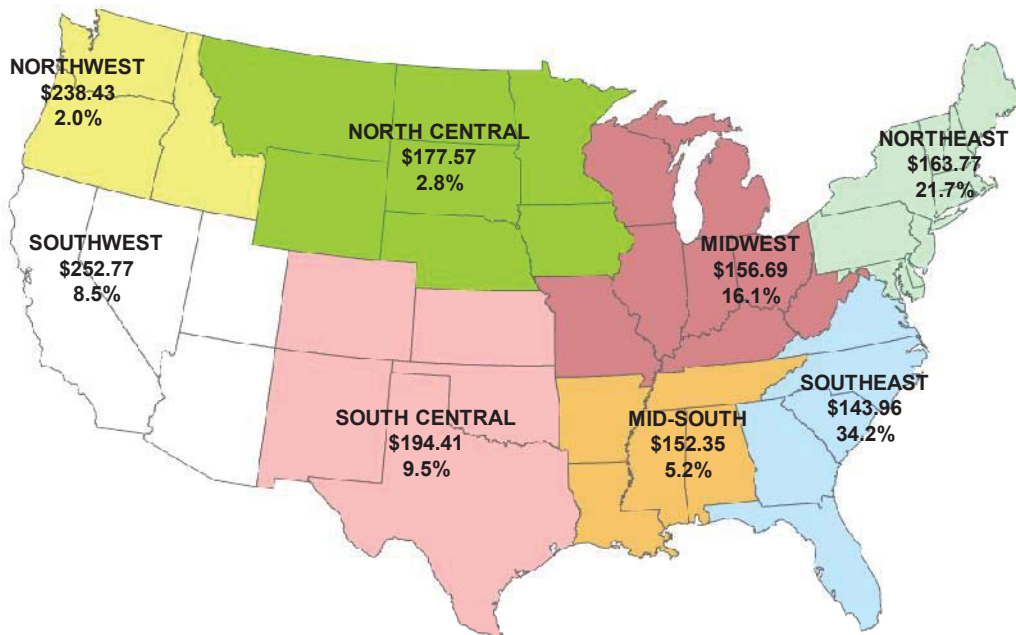 NORTHWEST
$238.43
2.0%
NORTH CENTRAL
$177.57
2.8%
NORTHEAST
$163.77
21.7%
SOUTHWEST
$252.77
8.5%
MIDWEST
$156.69
16.1%
SOUTH CENTRAL
$194.41
9.5%
MID-SOUTH
$152.35
5.2%
SOUTHEAST
$143.96
34.2%